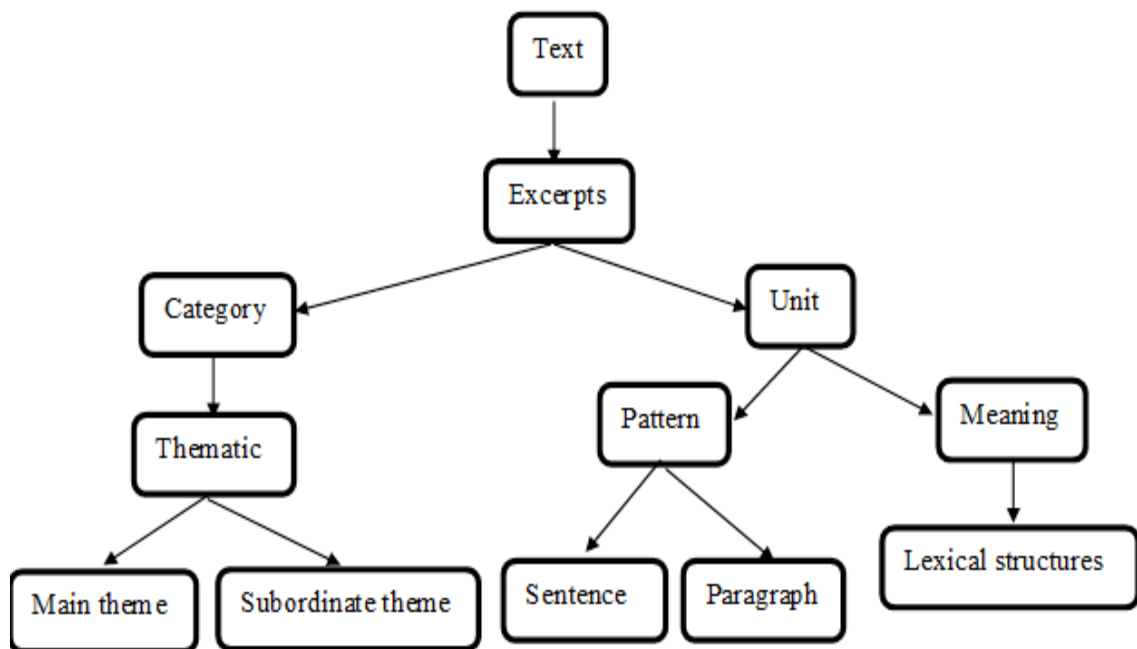 Text
Excerpts
Category
Unit
Thematic
Pattern
Meaning
Main theme
Subordinate theme
Sentence
Paragraph
Lexical structures